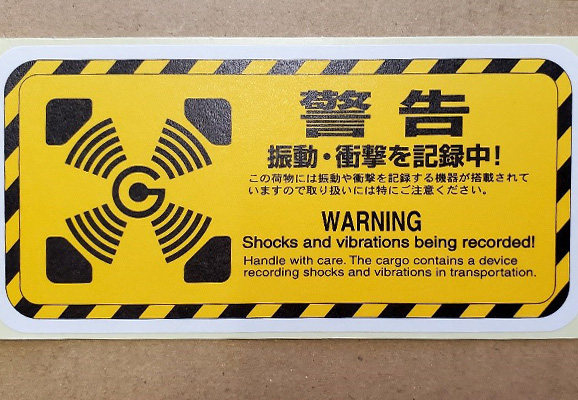 警告
振動・衝撃を記録中!
この荷物には振動や衝撃を記録する機器が搭載されて
いますので取り扱いには特にご注意ください。
WARNING
Shocks and vibrations being recorded!
Handle with care. The cargo contains a device
recording shocks and vibrations in transportation.